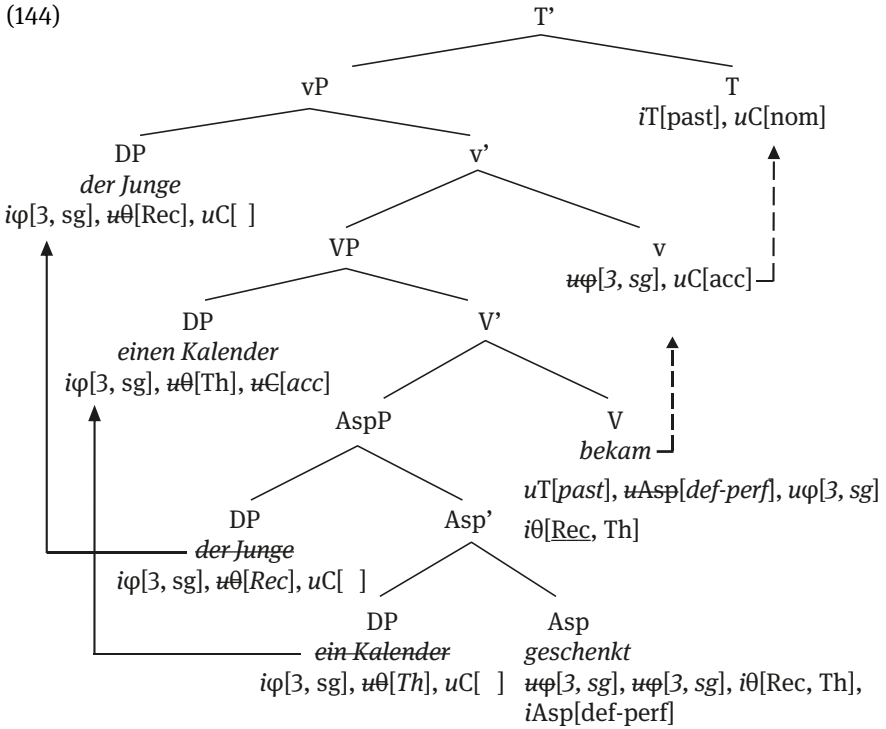 (144)
T’
vP
T
iT[past], uC[nom]
DP
v’
der Junge
iφ[3, sg], uθ[Rec], uC[ ]
VP
v
uφ[3, sg], uC[acc]
DP
V’
einen Kalender
iφ[3, sg], uθ[Th], uC[acc]
AspP
V
bekam
uT[past], uAsp[def-perf], uφ[3, sg]
iθ[Rec, Th]
DP
Asp’
der Junge
iφ[3, sg], uθ[Rec], uC[ ]
DP
Asp
ein Kalender
geschenkt
iφ[3, sg], uθ[Th], uC[ ]
uφ[3, sg], uφ[3, sg], iθ[Rec, Th],
iAsp[def-perf]